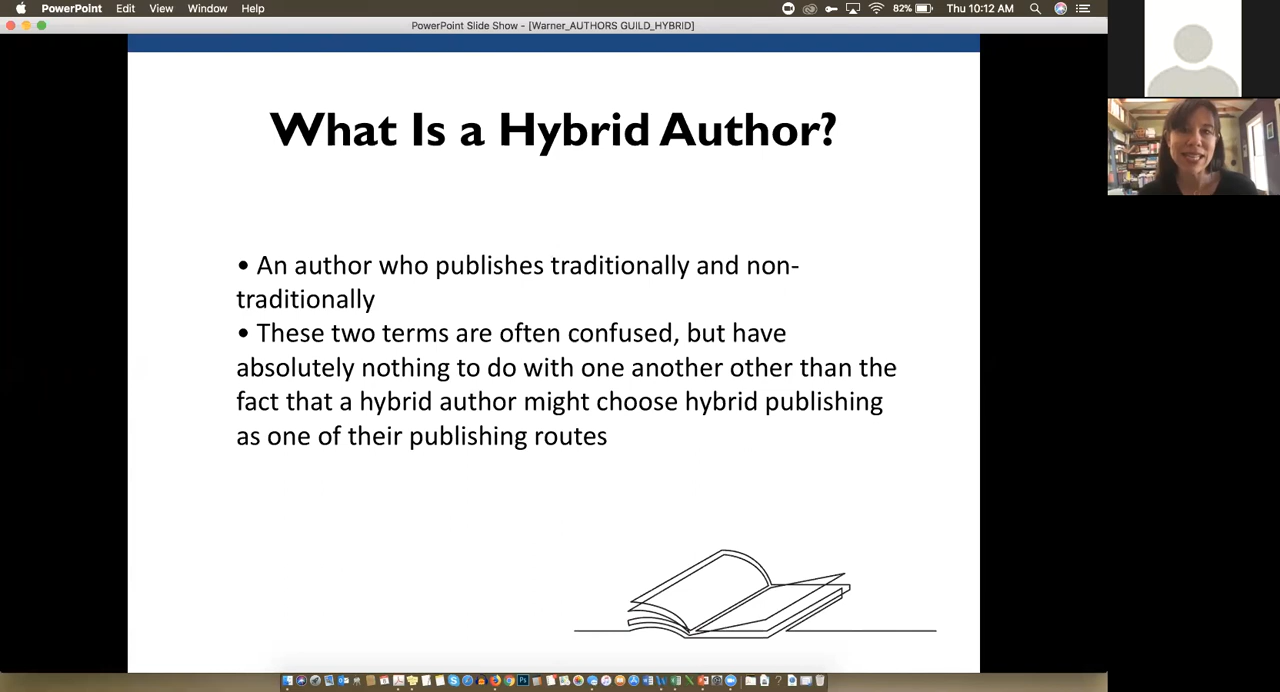 PowerPoint Edit View Window Help 82% Thu 10:12 AM
PowerPoint Slide Show - [Warner_AUTHORS GUILD_HYBRID]
What Is a Hybrid Author?
• An author who publishes traditionally and non-
traditionally
• These two terms are often confused, but have
absolutely nothing to do with one another other than the
fact that a hybrid author might choose hybrid publishing
as one of their publishing routes